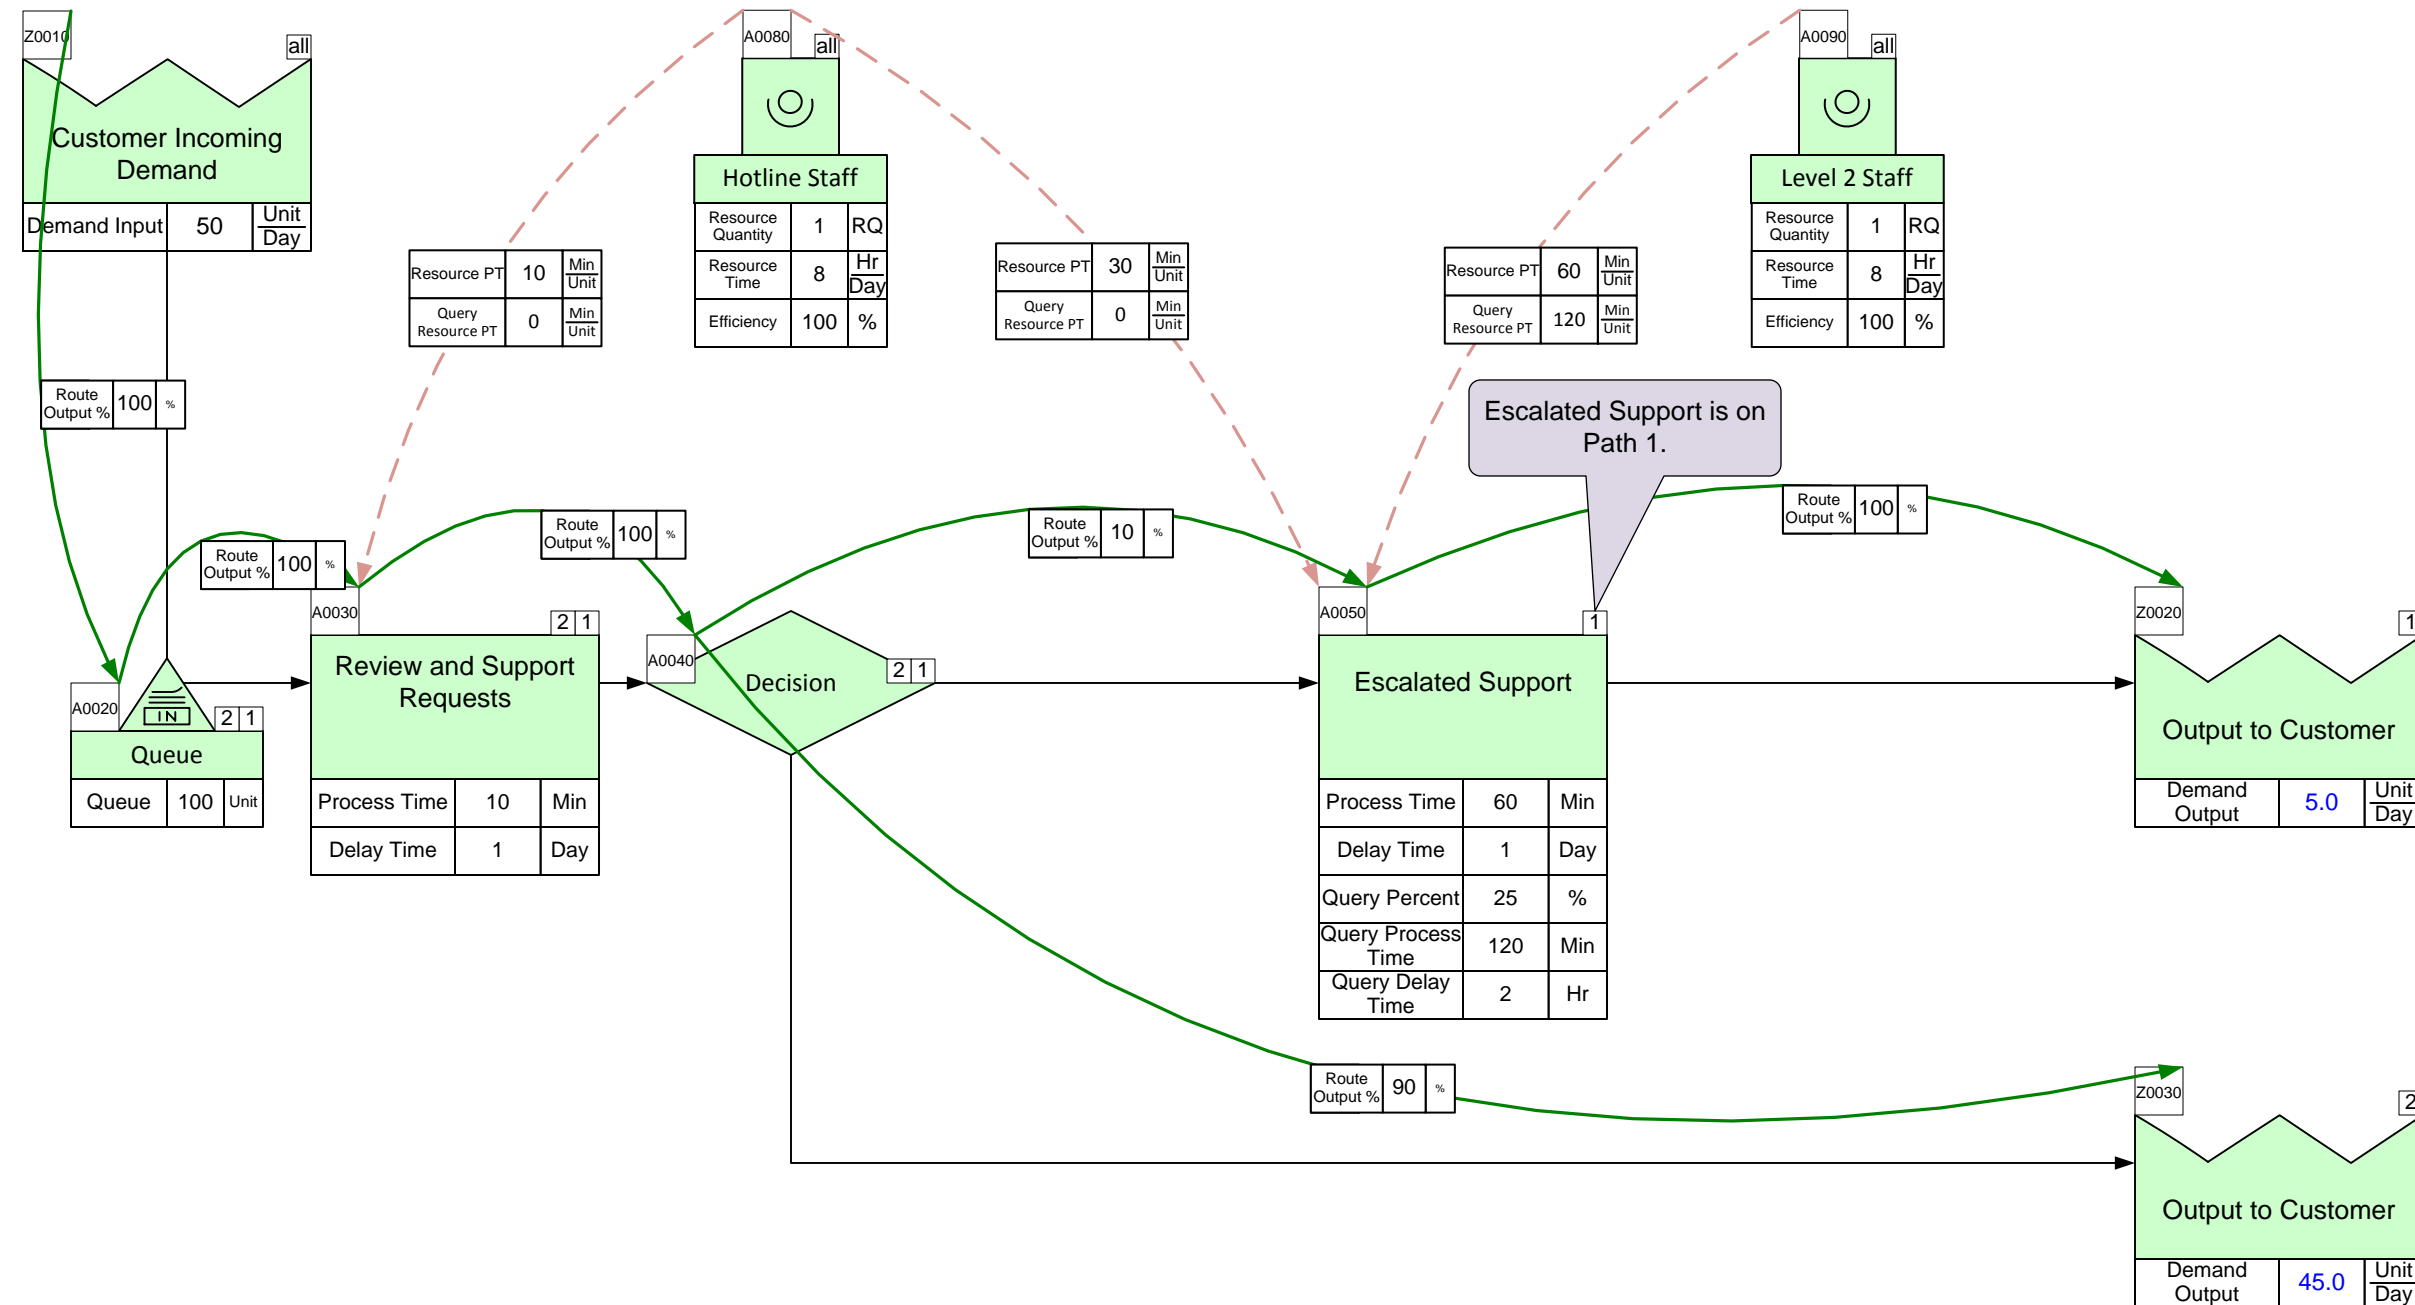 Z0010
all
Customer Incoming
Demand
Demand Input 50 Unit
Day
A0080
all
Hotline Staff
Resource
Quantity 1 RQ
Resource
Time 8 Hr
Day
Efficiency 100 %
A0090
all
Level 2 Staff
Resource
Quantity 1 RQ
Resource
Time 8 Hr
Day
Efficiency 100 %
Resource PT 10 Min
Unit
Query
Resource PT 0 Min
Unit
Resource PT 30 Min
Unit
Query
Resource PT 0 Min
Unit
Resource PT 60 Min
Unit
Query
Resource PT 120 Min
Unit
Route
Output % 100 %
Escalated Support is on
Path 1.
Route
Output % 100 %
Route
Output % 100 %
Route
Output % 10 %
Route
Output % 100 %
A0020
IN
2 1
Queue
Queue 100 Unit
A0030
2 1
Review and Support
Requests
Process Time 10 Min
Delay Time 1 Day
A0040
2 1
Decision
A0050
1
Escalated Support
Process Time 60 Min
Delay Time 1 Day
Query Percent 25 %
Query Process
Time 120 Min
Query Delay
Time 2 Hr
Z0020
1
Output to Customer
Demand
Output 5.0 Unit
Day
Route
Output % 90 %
Z0030
2
Output to Customer
Demand
Output 45.0 Unit
Day